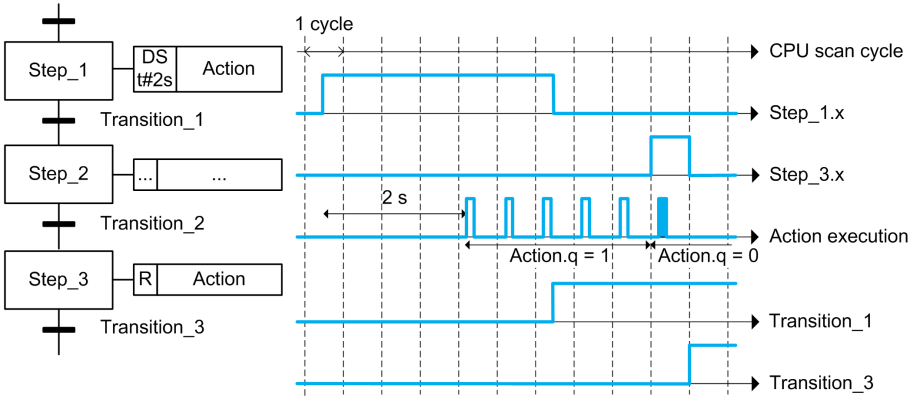 1 cycle
CPU scan cycle
Step_1
DS
t#2s
Action
Step_1.x
Transition_1
Step_2
...
...
Step_3.x
2 s
Transition_2
Action execution
Action.q = 1
Action.q = 0
Step_3
R
Action
Transition_1
Transition_3
Transition_3